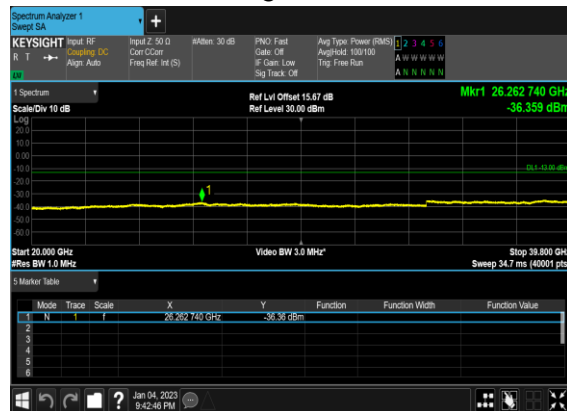 Spectrum Analyzer 1
Swept SA
KEYSIGHT
R T
LXI
Input: RF
Coupling: DC
Align: Auto
Input Z: 50 Ω
Corr CCorr
Freq Ref: Int (S)
#Atten: 30 dB
PNO: Fast
Gate: Off
IF Gain: Low
Sig Track: Off
Avg Type: Power (RMS)
Avg|Hold: 100/100
Trig: Free Run
1 2 3 4 5 6
A W W W W W
A N N N N N
1 Spectrum
Scale/Div 10 dB
Ref Lvl Offset 15.67 dB
Ref Level 30.00 dBm
Mkr1 26.262 740 GHz
-36.359 dBm
Log
20.0
10.0
0.00
-10.0
-20.0
-30.0
-40.0
-50.0
-60.0
DL1 -13.00 dBm
1
Start 20.000 GHz
#Res BW 1.0 MHz
Video BW 3.0 MHz*
Stop 39.800 GHz
Sweep 34.7 ms (40001 pts)
5 Marker Table
Mode Trace Scale X Y Function Function Width Function Value
1 N 1 f 26.262 740 GHz -36.36 dBm
2
3
4
5
6
Jan 04, 2023
9:42:46 PM